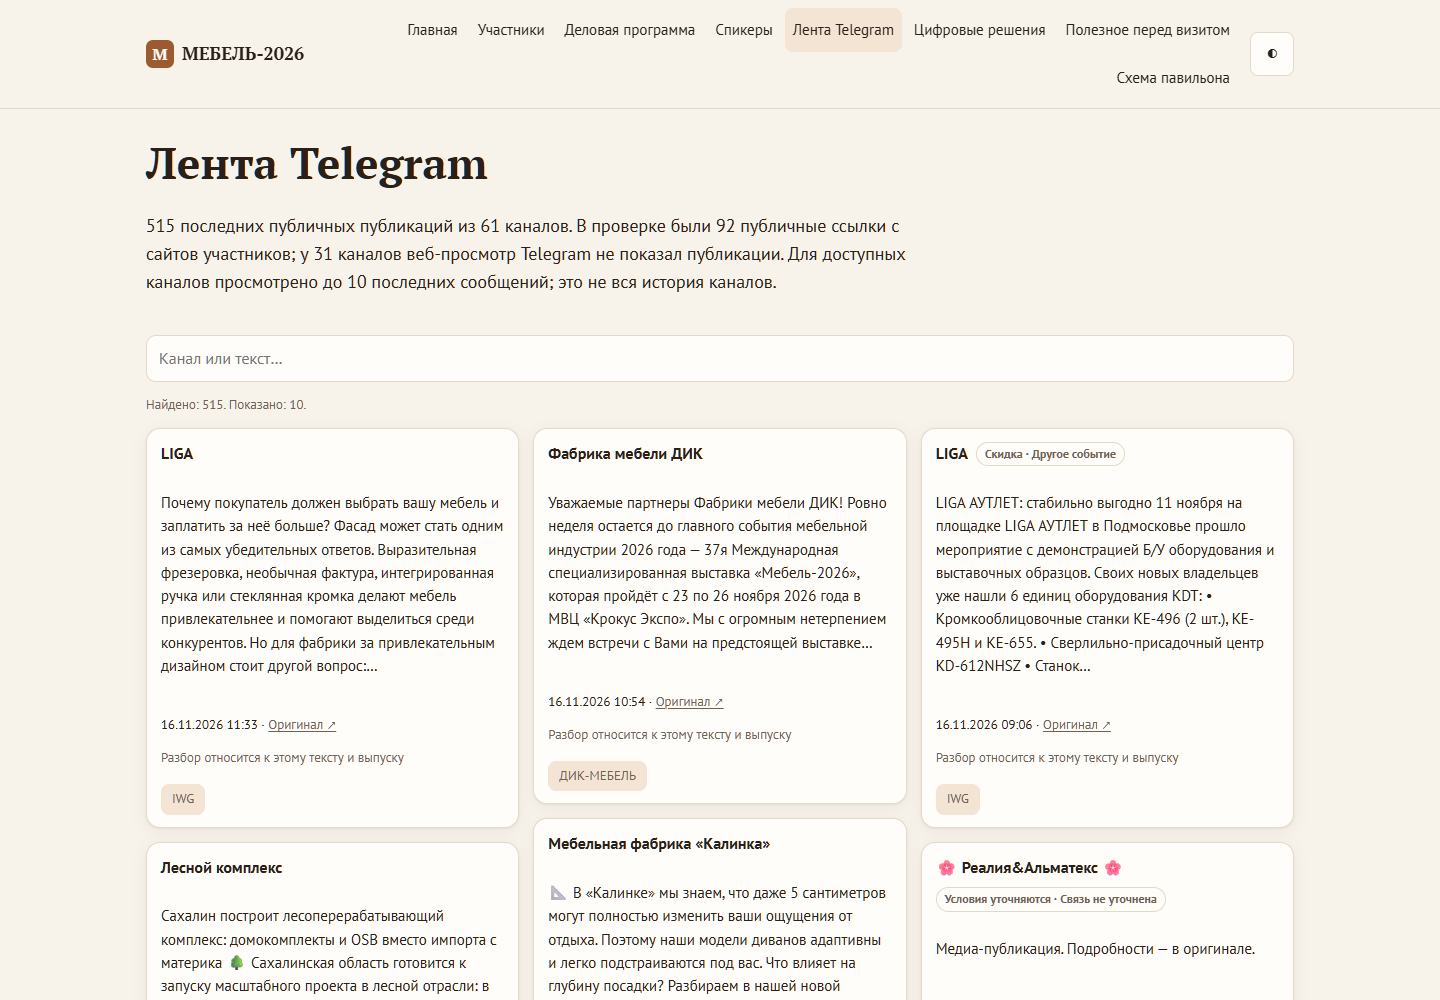 M МЕБЕЛЬ-2026
Главная Участники Деловая программа Спикеры Лента Telegram Цифровые решения Полезное перед визитом
Схема павильона
Лента Telegram
515 последних публичных публикаций из 61 каналов. В проверке были 92 публичные ссылки с
сайтов участников; у 31 каналов веб-просмотр Telegram не показал публикации. Для доступных
каналов просмотрено до 10 последних сообщений; это не вся история каналов.
Канал или текст...
Найдено: 515. Показано: 10.
LIGA
Почему покупатель должен выбрать вашу мебель и
заплатить за неё больше? Фасад может стать одним
из самых убедительных ответов. Выразительная
фрезеровка, необычная фактура, интегрированная
ручка или стеклянная кромка делают мебель
привлекательнее и помогают выделиться среди
конкурентов. Но для фабрики за привлекательным
дизайном стоит другой вопрос:...
16.11.2026 11:33 · Оригинал ↗
Разбор относится к этому тексту и выпуску
IWG
Фабрика мебели ДИК
Уважаемые партнеры Фабрики мебели ДИК! Ровно
неделя остается до главного события мебельной
индустрии 2026 года — 37я Международная
специализированная выставка «Мебель-2026»,
которая пройдёт с 23 по 26 ноября 2026 года в
МВЦ «Крокус Экспо». Мы с огромным нетерпением
ждем встречи с Вами на предстоящей выставке...
16.11.2026 10:54 · Оригинал ↗
Разбор относится к этому тексту и выпуску
ДИК-МЕБЕЛЬ
LIGA Скидка · Другое событие
LIGA АУТЛЕТ: стабильно выгодно 11 ноября на
площадке LIGA АУТЛЕТ в Подмосковье прошло
мероприятие с демонстрацией Б/У оборудования и
выставочных образцов. Своих новых владельцев
уже нашли 6 единиц оборудования KDT: •
Кромкооблицовочные станки KE-496 (2 шт.), KE-
495H и KE-655. • Сверлильно-присадочный центр
KD-612NHSZ • Станок...
16.11.2026 09:06 · Оригинал ↗
Разбор относится к этому тексту и выпуску
IWG
Лесной комплекс
Сахалин построит лесоперерабатывающий
комплекс: домокомплекты и OSB вместо импорта с
материка 🌲 Сахалинская область готовится к
запуску масштабного проекта в лесной отрасли: в
Мебельная фабрика «Калинка»
📐 В «Калинке» мы знаем, что даже 5 сантиметров
могут полностью изменить ваши ощущения от
отдыха. Поэтому наши модели диванов адаптивны
и легко подстраиваются под вас. Что влияет на
глубину посадки? Разбираем в нашей новой
🌸 Реалия&Альматекс 🌸
Условия уточняются · Связь не уточнена
Медиа-публикация. Подробности — в оригинале.